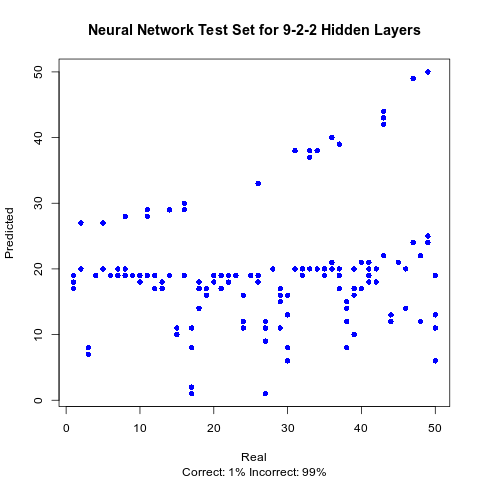 Neural Network Test Set for 9-2-2 Hidden Layers
Predicted
50
40
30
20
10
0
0 10 20 30 40 50
Real
Correct: 1% Incorrect: 99%